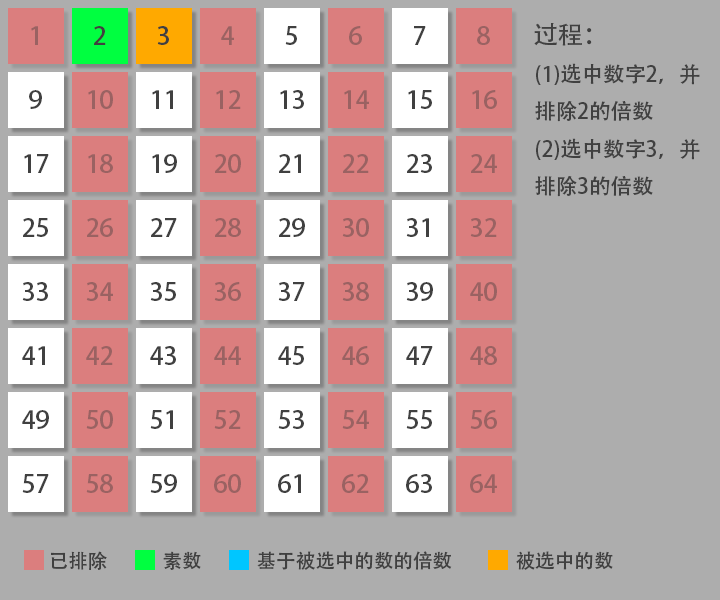 1 2 3 4 5 6 7 8
9 10 11 12 13 14 15 16
17 18 19 20 21 22 23 24
25 26 27 28 29 30 31 32
33 34 35 36 37 38 39 40
41 42 43 44 45 46 47 48
49 50 51 52 53 54 55 56
57 58 59 60 61 62 63 64
过程：
(1)选中数字2，并
排除2的倍数
(2)选中数字3，并
排除3的倍数
已排除 素数 基于被选中的数的倍数 被选中的数